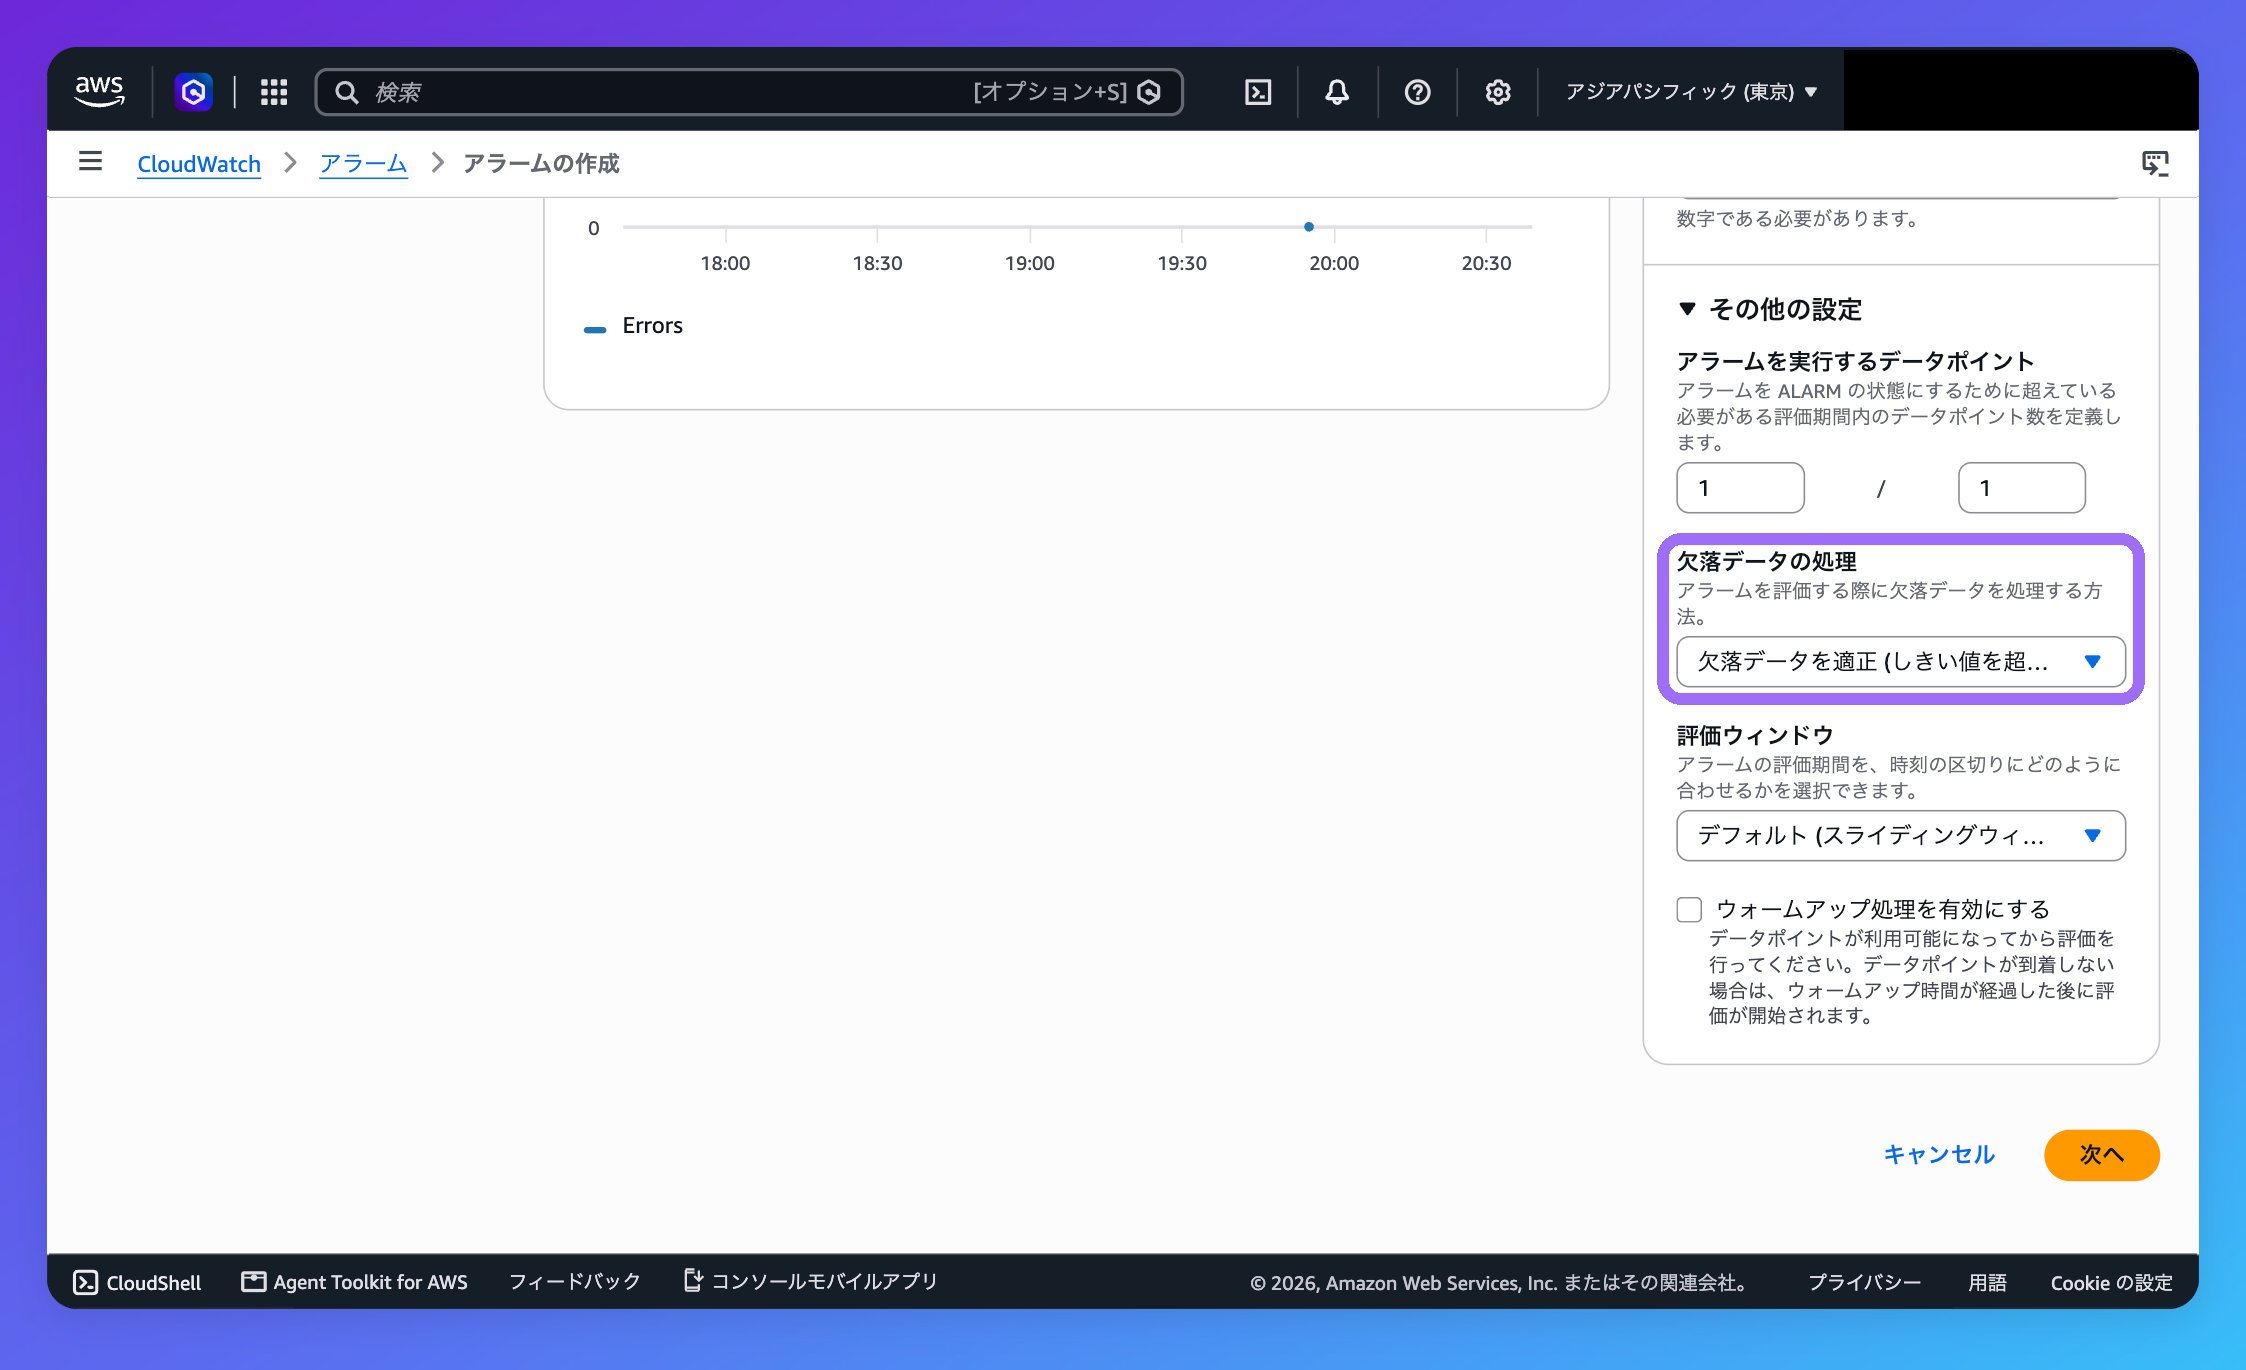 aws
検索
[オプション+S]
アジアパシフィック (東京)
CloudWatch
アラーム
アラームの作成
0
18:00
18:30
19:00
19:30
20:00
20:30
Errors
数字である必要があります。
その他の設定
アラームを実行するデータポイント
アラームを ALARM の状態にするために超えている
必要がある評価期間内のデータポイント数を定義し
ます。
1
/
1
欠落データの処理
アラームを評価する際に欠落データを処理する方
法。
欠落データを適正 (しきい値を超...
評価ウィンドウ
アラームの評価期間を、時刻の区切りにどのように
合わせるかを選択できます。
デフォルト (スライディングウィ...
ウォームアップ処理を有効にする
データポイントが利用可能になってから評価を
行ってください。データポイントが到着しない
場合は、ウォームアップ時間が経過した後に評
価が開始されます。
キャンセル
次へ
CloudShell
Agent Toolkit for AWS
フィードバック
コンソールモバイルアプリ
© 2026, Amazon Web Services, Inc. またはその関連会社。
プライバシー
用語
Cookie の設定